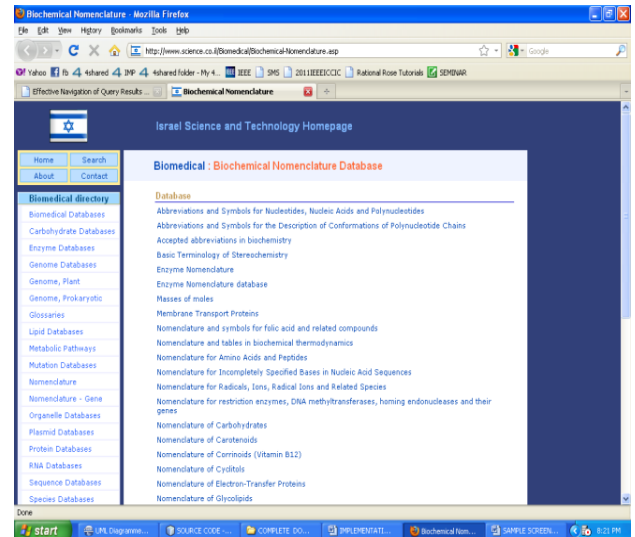 Biochemical Nomenclature - Mozilla Firefox
File Edit View History Bookmarks Tools Help
http://www.science.co.il/Biomedical/Biochemical-Nomenclature.asp
Google
Yahoo fb 4shared IMP 4shared folder - My 4... IEEE SMS 2011IEEEICCIC Rational Rose Tutorials SEMINAR
Effective Navigation of Query Results ...
Biochemical Nomenclature
Israel Science and Technology Homepage
Home Search
About Contact
Biomedical directory
Biomedical Databases
Carbohydrate Databases
Enzyme Databases
Genome Databases
Genome, Plant
Genome, Prokaryotic
Glossaries
Lipid Databases
Metabolic Pathways
Mutation Databases
Nomenclature
Nomenclature - Gene
Organelle Databases
Plasmid Databases
Protein Databases
RNA Databases
Sequence Databases
Species Databases
Biomedical : Biochemical Nomenclature Database
Database
Abbreviations and Symbols for Nucleotides, Nucleic Acids and Polynucleotides
Abbreviations and Symbols for the Description of Conformations of Polynucleotide Chains
Accepted abbreviations in biochemistry
Basic Terminology of Stereochemistry
Enzyme Nomenclature
Enzyme Nomenclature database
Masses of moles
Membrane Transport Proteins
Nomenclature and symbols for folic acid and related compounds
Nomenclature and tables in biochemical thermodynamics
Nomenclature for Amino Acids and Peptides
Nomenclature for Incompletely Specified Bases in Nucleic Acid Sequences
Nomenclature for Radicals, Ions, Radical Ions and Related Species
Nomenclature for restriction enzymes, DNA methyltransferases, homing endonucleases and their
genes
Nomenclature of Carbohydrates
Nomenclature of Carotenoids
Nomenclature of Corrinoids (Vitamin B12)
Nomenclature of Cyclitols
Nomenclature of Electron-Transfer Proteins
Nomenclature of Glycolipids
Done
start
UML Diagramme...
SOURCE CODE -...
COMPLETE DO...
IMPLEMENTATI...
Biochemical Nom...
SAMPLE SCREEN...
8:21 PM